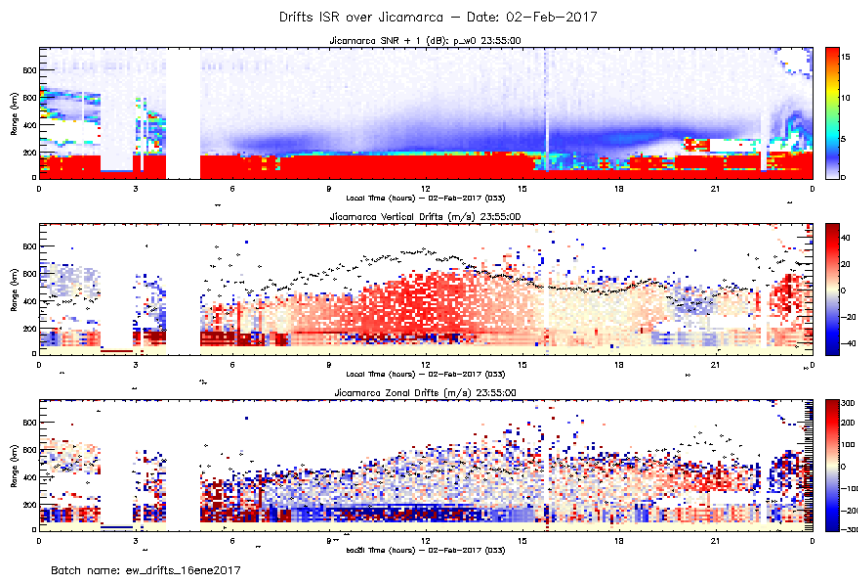 Drifts ISR over Jicamarca – Date: 02-Feb-2017
Jicamarca SNR + 1 (dB): p_w0 23:55:00
Range (km)
600
400
200
0
15
10
5
0
0 3 6 9 12 15 18 21 0
Local Time (hours) – 02-Feb-2017 (033)
Jicamarca Vertical Drifts (m/s) 23:55:00
Range (km)
800
600
400
200
0
40
20
0
-20
-40
0 3 6 9 12 15 18 21 0
Local Time (hours) – 02-Feb-2017 (033)
Jicamarca Zonal Drifts (m/s) 23:55:00
Range (km)
800
600
400
200
0
300
200
100
0
-100
-200
-300
0 3 6 9 12 15 18 21 0
Time (hours) – 02-Feb-2017 (033)
Batch name: ew_drifts_16ene2017